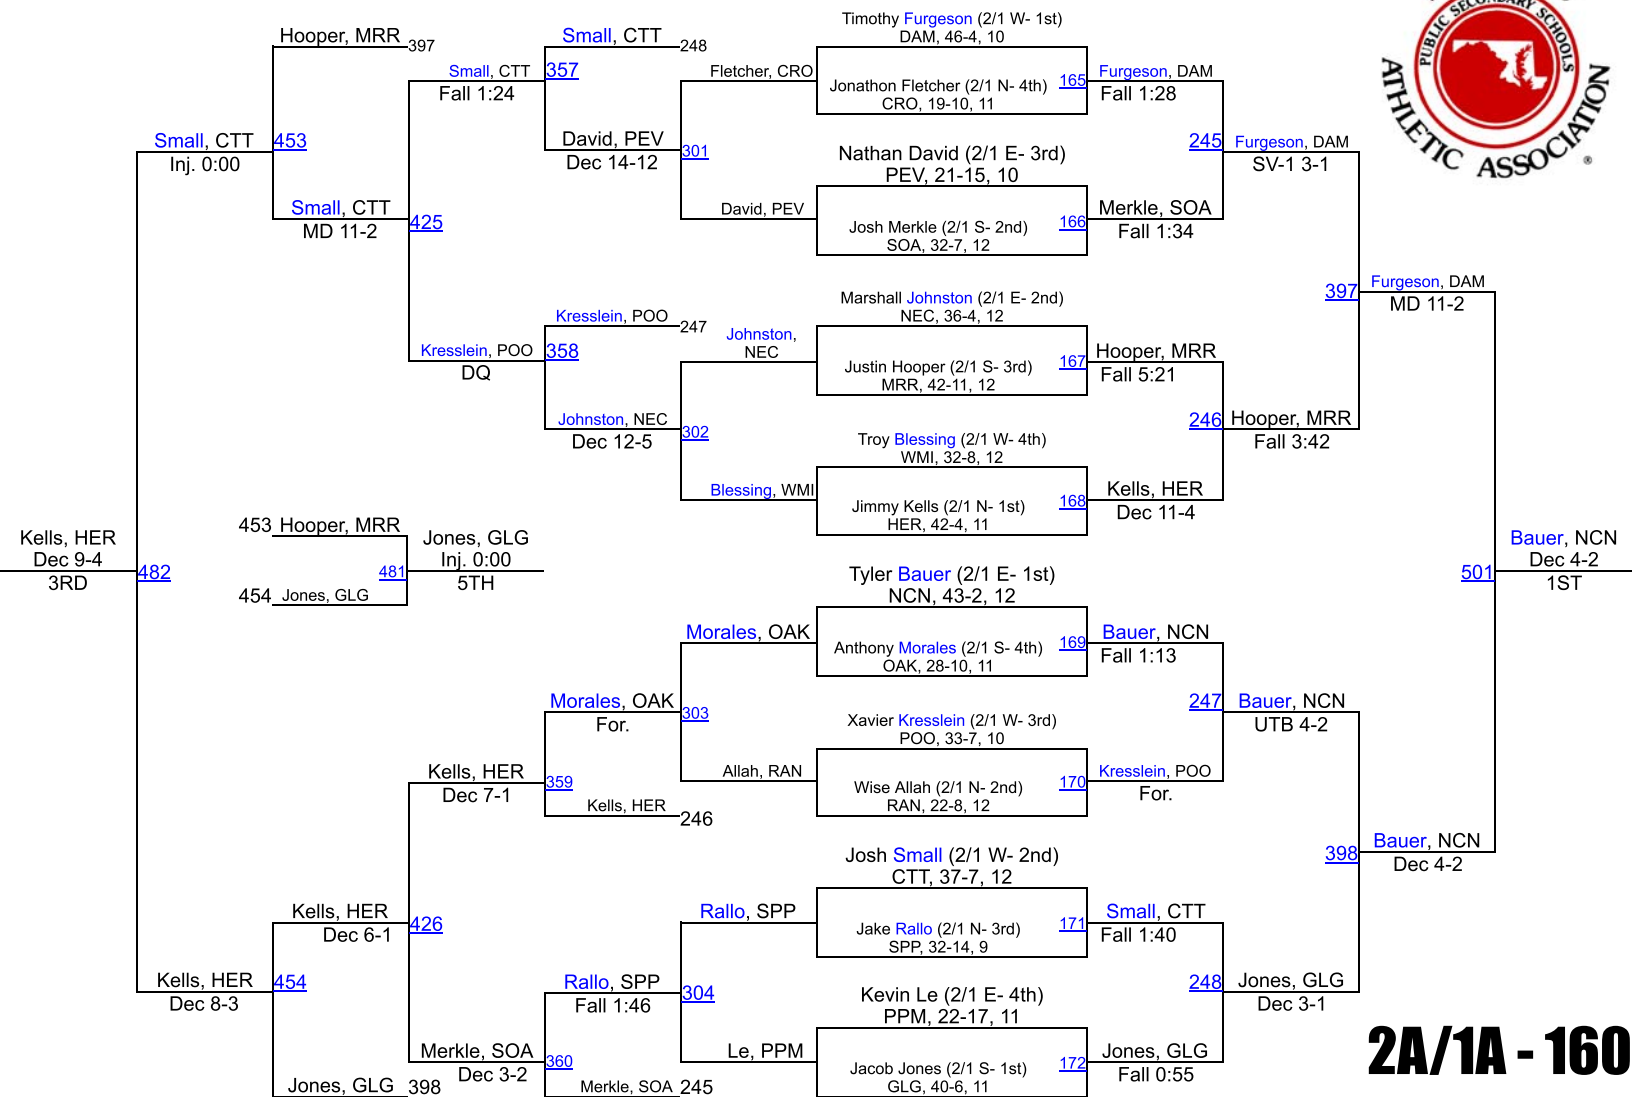 PUBLIC SECONDARY SCHOOLS
ATHLETIC ASSOCIATION
®
Hooper, MRR 397
Small, CTT
Fall 1:24
Small, CTT
Inj. 0:00
453
Small, CTT
MD 11-2
425
Kresslein, POO
DQ
Small, CTT 248
357
David, PEV
Dec 14-12
Kresslein, POO 247
358
Johnston, NEC
Dec 12-5
Fletcher, CRO
301
David, PEV
Johnston,
NEC
302
Blessing, WMI
Timothy Furgeson (2/1 W- 1st)
DAM, 46-4, 10
Jonathon Fletcher (2/1 N- 4th)
CRO, 19-10, 11
165
Nathan David (2/1 E- 3rd)
PEV, 21-15, 10
Josh Merkle (2/1 S- 2nd)
SOA, 32-7, 12
166
Marshall Johnston (2/1 E- 2nd)
NEC, 36-4, 12
Justin Hooper (2/1 S- 3rd)
MRR, 42-11, 12
167
Troy Blessing (2/1 W- 4th)
WMI, 32-8, 12
Jimmy Kells (2/1 N- 1st)
HER, 42-4, 11
168
Furgeson, DAM
Fall 1:28
245
Merkle, SOA
Fall 1:34
Furgeson, DAM
SV-1 3-1
Hooper, MRR
Fall 5:21
246
Kells, HER
Dec 11-4
Hooper, MRR
Fall 3:42
397
Furgeson, DAM
MD 11-2
Kells, HER
Dec 9-4
3RD
482
453 Hooper, MRR
454 Jones, GLG
481
Jones, GLG
Inj. 0:00
5TH
501
Bauer, NCN
Dec 4-2
1ST
Tyler Bauer (2/1 E- 1st)
NCN, 43-2, 12
Anthony Morales (2/1 S- 4th)
OAK, 28-10, 11
169
Xavier Kresslein (2/1 W- 3rd)
POO, 33-7, 10
Wise Allah (2/1 N- 2nd)
RAN, 22-8, 12
170
Josh Small (2/1 W- 2nd)
CTT, 37-7, 12
Jake Rallo (2/1 N- 3rd)
SPP, 32-14, 9
171
Kevin Le (2/1 E- 4th)
PPM, 22-17, 11
Jacob Jones (2/1 S- 1st)
GLG, 40-6, 11
172
Morales, OAK
303
Allah, RAN
Morales, OAK
For.
359
Kells, HER 246
Kells, HER
Dec 7-1
Kells, HER
Dec 6-1
426
Rallo, SPP
304
Le, PPM
Rallo, SPP
Fall 1:46
360
Merkle, SOA 245
Merkle, SOA
Dec 3-2
Kells, HER
Dec 8-3
454
Jones, GLG 398
Bauer, NCN
Fall 1:13
247
Kresslein, POO
For.
Bauer, NCN
UTB 4-2
398
Bauer, NCN
Dec 4-2
Small, CTT
Fall 1:40
248
Jones, GLG
Fall 0:55
Jones, GLG
Dec 3-1
2A/1A - 160